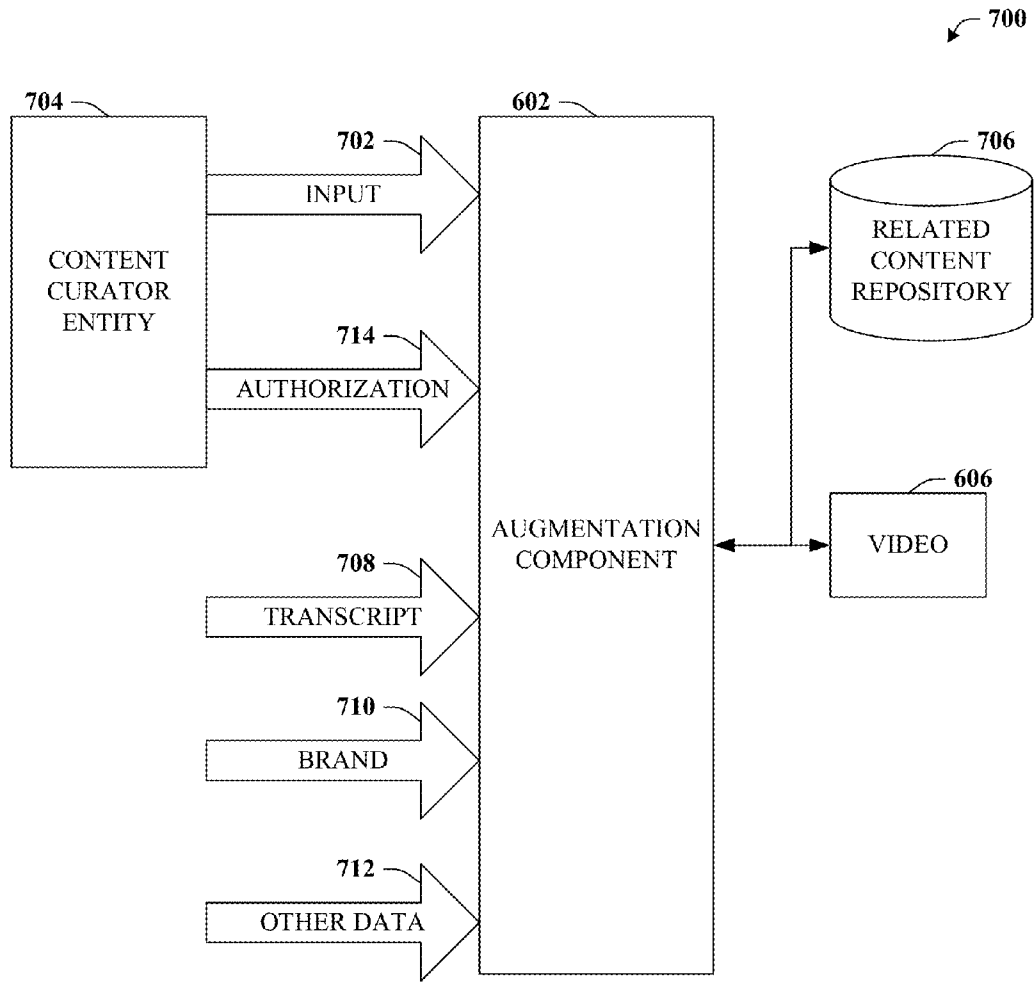 700
704
702
602
706
INPUT
CONTENT
CURATOR
ENTITY
RELATED
CONTENT
REPOSITORY
714
AUTHORIZATION
606
AUGMENTATION
COMPONENT
VIDEO
708
TRANSCRIPT
710
BRAND
712
OTHER DATA